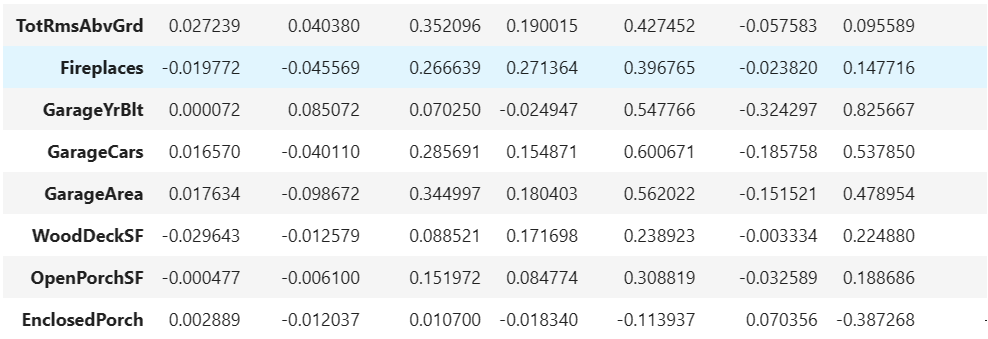 TotRmsAbvGrd 0.027239 0.040380 0.352096 0.190015 0.427452 -0.057583 0.095589
Fireplaces -0.019772 -0.045569 0.266639 0.271364 0.396765 -0.023820 0.147716
GarageYrBlt 0.000072 0.085072 0.070250 -0.024947 0.547766 -0.324297 0.825667
GarageCars 0.016570 -0.040110 0.285691 0.154871 0.600671 -0.185758 0.537850
GarageArea 0.017634 -0.098672 0.344997 0.180403 0.562022 -0.151521 0.478954
WoodDeckSF -0.029643 -0.012579 0.088521 0.171698 0.238923 -0.003334 0.224880
OpenPorchSF -0.000477 -0.006100 0.151972 0.084774 0.308819 -0.032589 0.188686
EnclosedPorch 0.002889 -0.012037 0.010700 -0.018340 -0.113937 0.070356 -0.387268